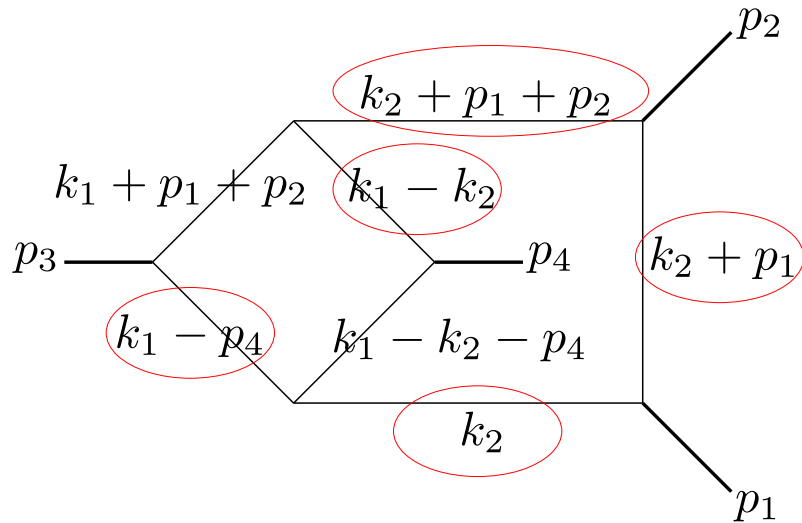 p₂
k₂ + p₁ + p₂
k₁ + p₁ + p₂
k₁ − k₂
p₃
p₄
k₂ + p₁
k₁ − p₄
k₁ − k₂ − p₄
k₂
p₁